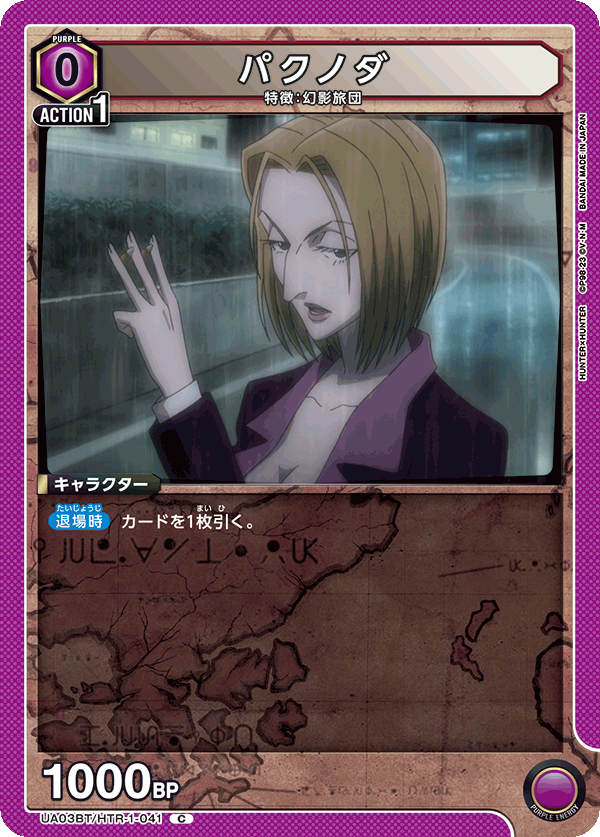 PURPLE
0
ACTION 1
パクノダ
特徴:幻影旅団
HUNTER×HUNTER ©P98-23 ©V·N·M BANDAI MADE IN JAPAN
キャラクター
たいじょうじ まい ひ
退場時 カードを1枚引く。
1000BP
PURPLE ENERGY
UA03BT/HTR-1-041 C